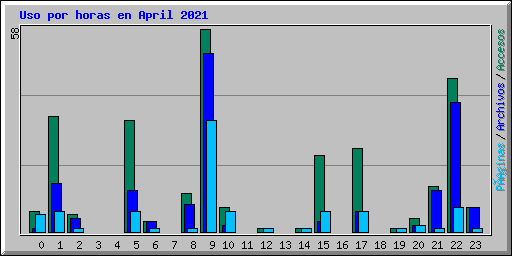 Uso por horas en April 2021
58
Páginas / Archivos / Accesos
0 1 2 3 4 5 6 7 8 9 10 11 12 13 14 15 16 17 18 19 20 21 22 23